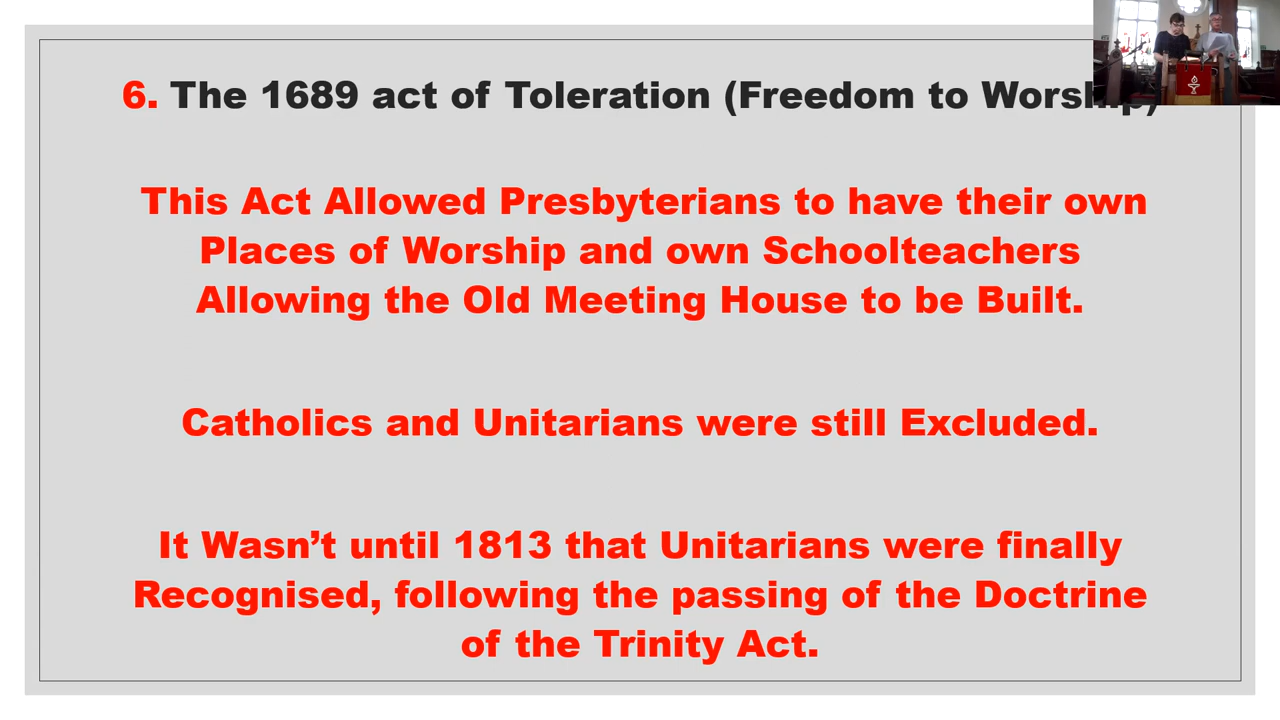 6. The 1689 act of Toleration (Freedom to Worship)
This Act Allowed Presbyterians to have their own
Places of Worship and own Schoolteachers
Allowing the Old Meeting House to be Built.
Catholics and Unitarians were still Excluded.
It Wasn’t until 1813 that Unitarians were finally
Recognised, following the passing of the Doctrine
of the Trinity Act.